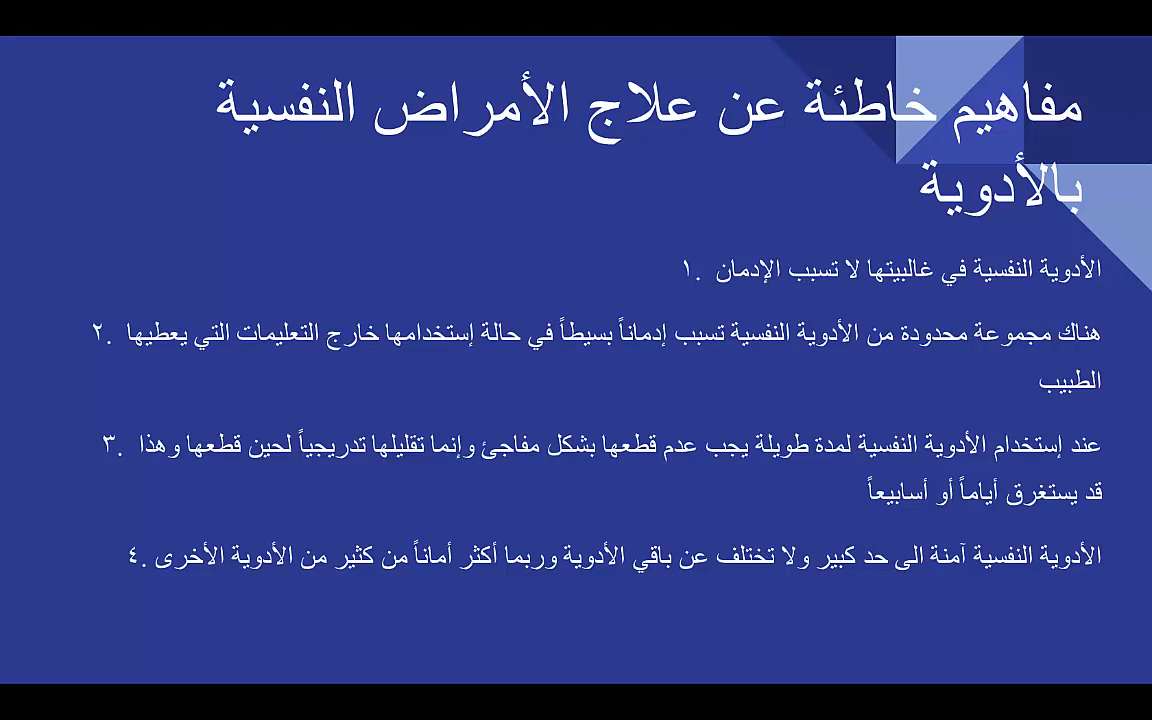 مفاهيم خاطئة عن علاج الأمراض النفسية
بالأدوية
الأدوية النفسية في غالبيتها لا تسبب الإدمان .١
هناك مجموعة محدودة من الأدوية النفسية تسبب إدماناً بسيطاً في حالة إستخدامها خارج التعليمات التي يعطيها .٢
الطبيب
عند إستخدام الأدوية النفسية لمدة طويلة يجب عدم قطعها بشكل مفاجئ وإنما تقليلها تدريجياً لحين قطعها وهذا .٣
قد يستغرق أياماً أو أسابيعاً
الأدوية النفسية آمنة الى حد كبير ولا تختلف عن باقي الأدوية وربما أكثر أماناً من كثير من الأدوية الأخرى .٤